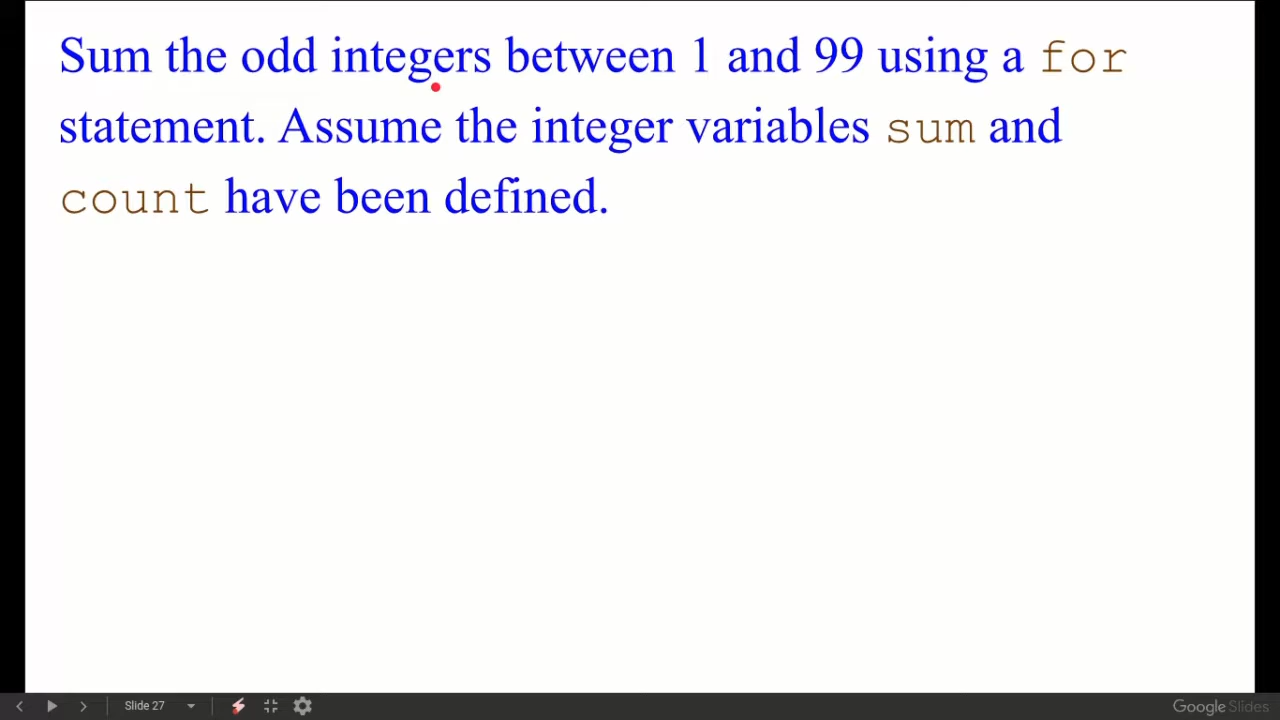 Sum the odd integers between 1 and 99 using a for
statement. Assume the integer variables sum and
count have been defined.
Slide 27
Google Slides